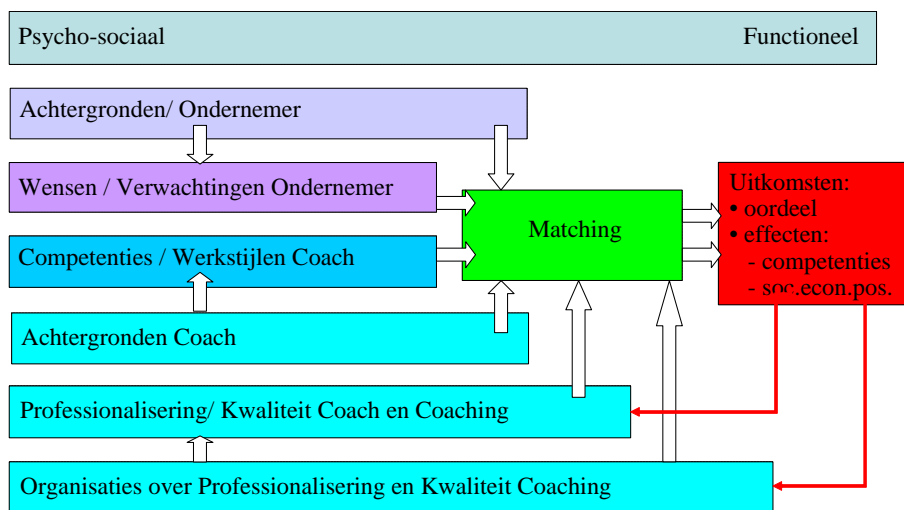 Psycho-sociaal Functioneel
Achtergronden/ Ondernemer
Wensen / Verwachtingen Ondernemer
Competenties / Werkstijlen Coach
Achtergronden Coach
Professionalisering/ Kwaliteit Coach en Coaching
Organisaties over Professionalisering en Kwaliteit Coaching
Matching
Uitkomsten:
• oordeel
• effecten:
- competenties
- soc.econ.pos.